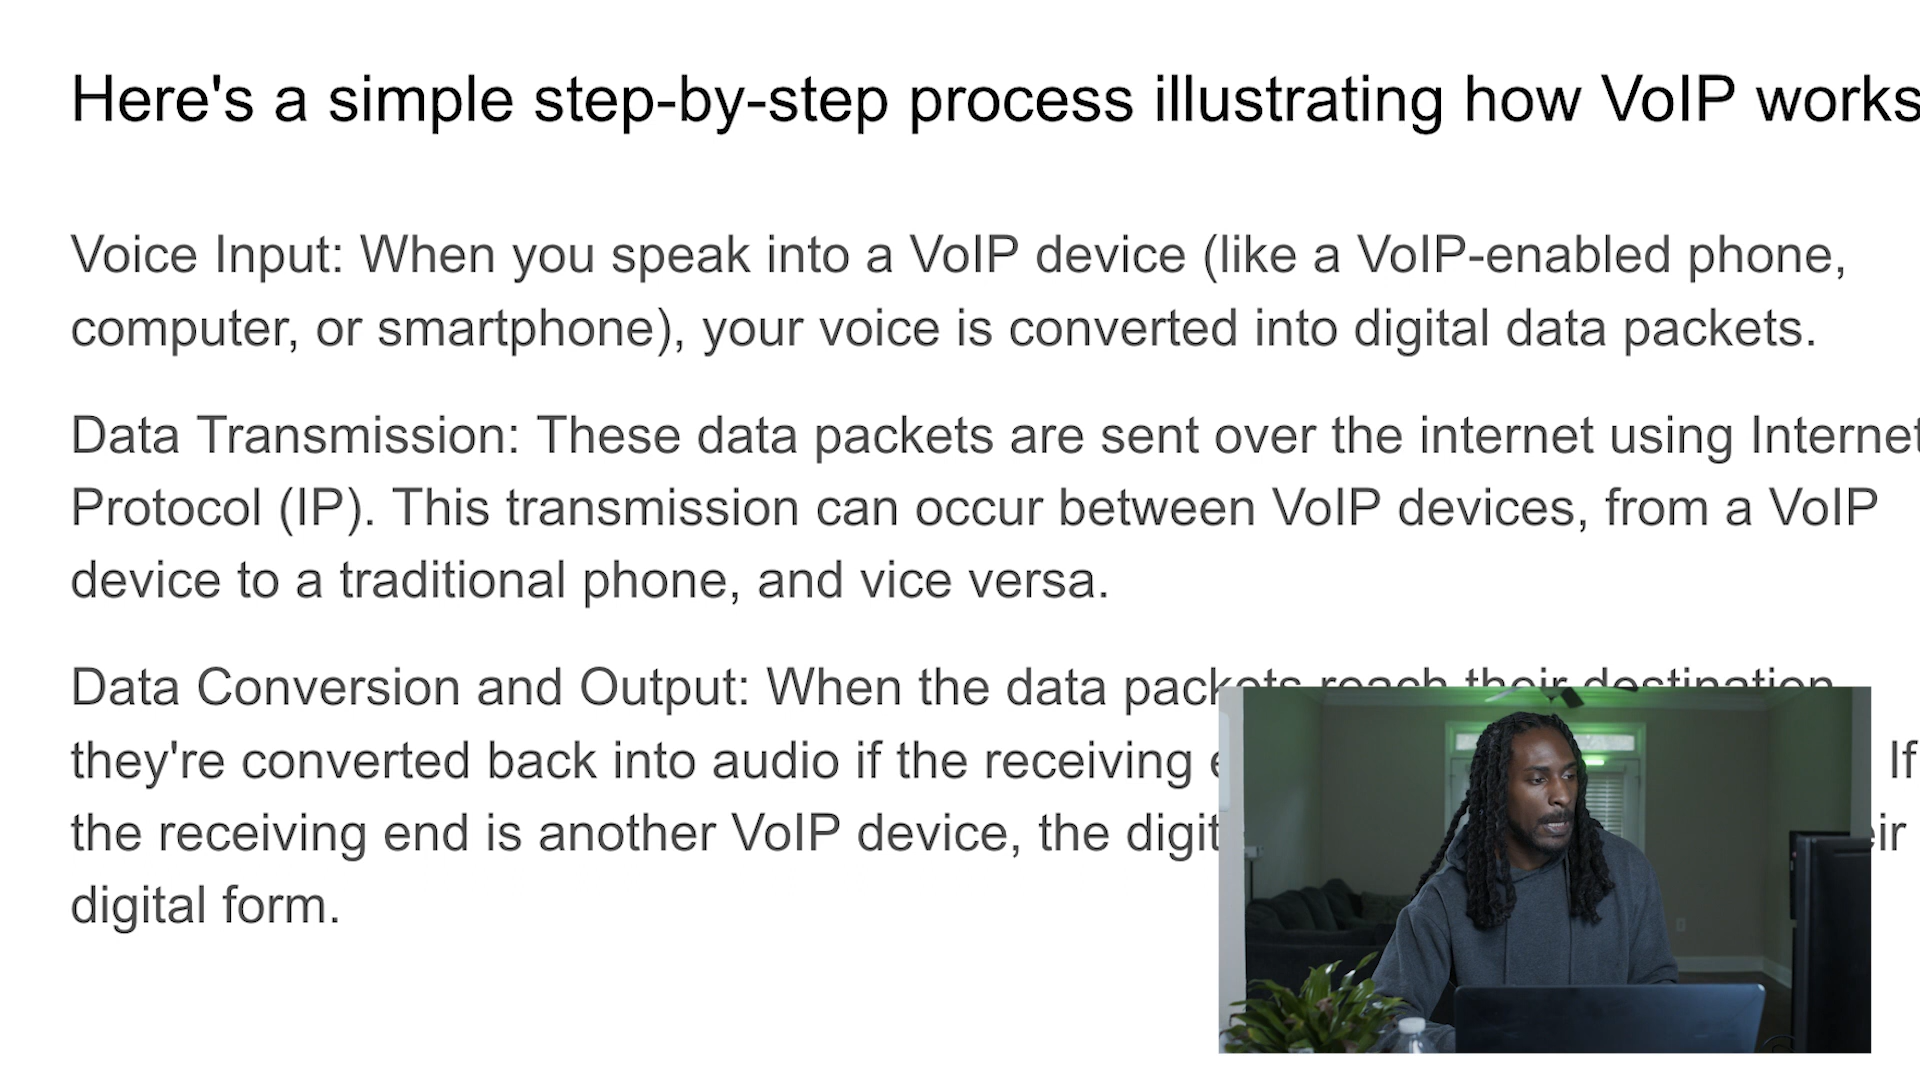 Here's a simple step-by-step process illustrating how VoIP works
Voice Input: When you speak into a VoIP device (like a VoIP-enabled phone,
computer, or smartphone), your voice is converted into digital data packets.
Data Transmission: These data packets are sent over the internet using Internet
Protocol (IP). This transmission can occur between VoIP devices, from a VoIP
device to a traditional phone, and vice versa.
Data Conversion and Output: When the data packets reach their destination
they're converted back into audio if the receiving If
the receiving end is another VoIP device, the
digital form.